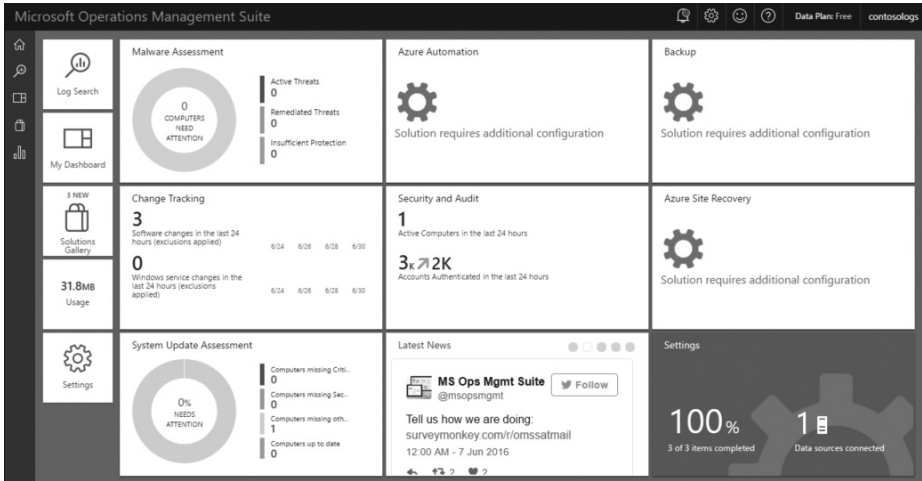 Microsoft Operations Management Suite
Data Plan: Free
contosologs
Log Search
My Dashboard
3 NEW
Solutions
Gallery
31.8MB
Usage
Settings
Malware Assessment
0
COMPUTERS
NEED
ATTENTION
Active Threats
0
Remediated Threats
0
Insufficient Protection
0
Azure Automation
Solution requires additional configuration
Backup
Solution requires additional configuration
Change Tracking
3
Software changes in the last 24
hours (exclusions applied)
6/24 6/26 6/28 6/30
0
Windows service changes in the
last 24 hours (exclusions
applied)
6/24 6/26 6/28 6/30
Security and Audit
1
Active Computers in the last 24 hours
3K 2K
Accounts Authenticated in the last 24 hours
Azure Site Recovery
Solution requires additional configuration
System Update Assessment
0%
NEEDS
ATTENTION
Computers missing Criti...
0
Computers missing Sec...
0
Computers missing oth...
1
Computers up to date
0
Latest News
MS Ops Mgmt Suite
@msopsmgmt
Follow
Tell us how we are doing:
surveymonkey.com/r/omssatmail
12:00 AM - 7 Jun 2016
2 2
Settings
100%
3 of 3 items completed
1
Data sources connected